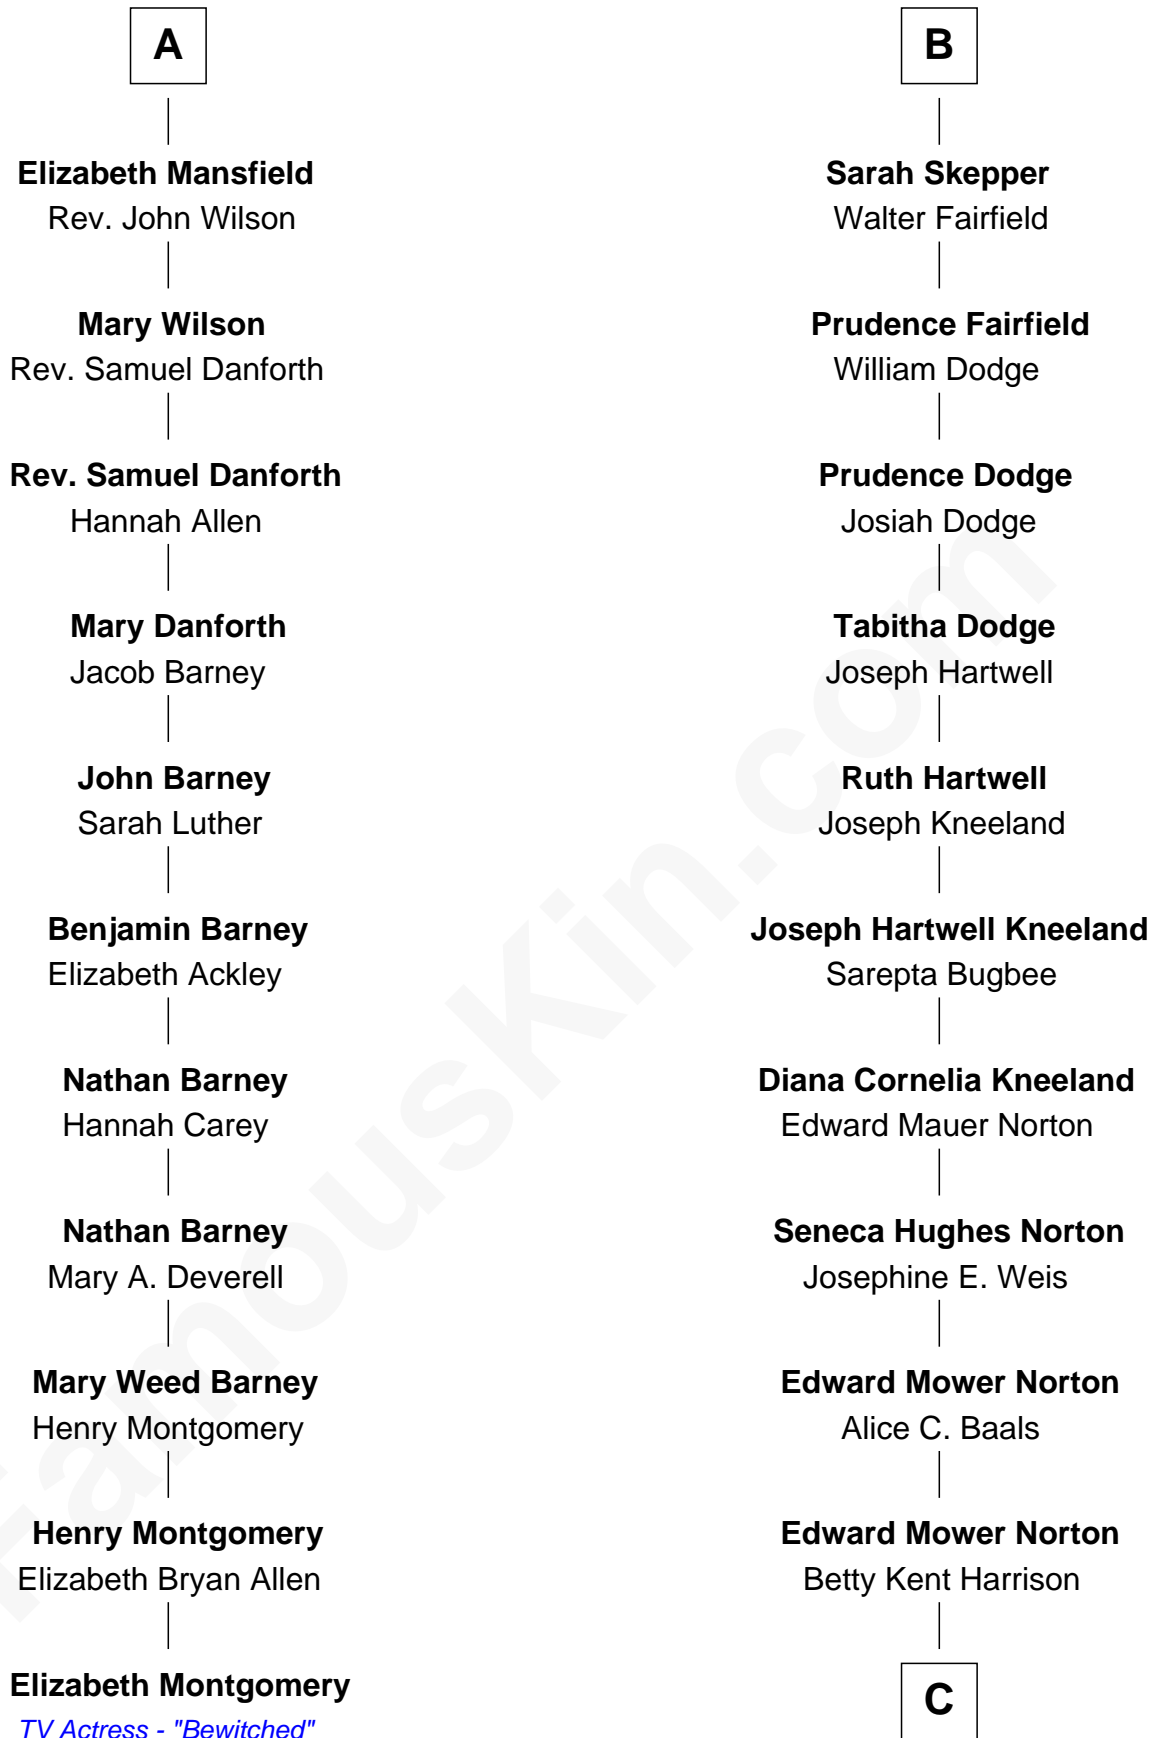 A
Elizabeth Mansfield
Rev. John Wilson
Mary Wilson
Rev. Samuel Danforth
Rev. Samuel Danforth
Hannah Allen
Mary Danforth
Jacob Barney
John Barney
Sarah Luther
Benjamin Barney
Elizabeth Ackley
Nathan Barney
Hannah Carey
Nathan Barney
Mary A. Deverell
Mary Weed Barney
Henry Montgomery
Henry Montgomery
Elizabeth Bryan Allen
Elizabeth Montgomery
TV Actress - "Bewitched"
B
Sarah Skepper
Walter Fairfield
Prudence Fairfield
William Dodge
Prudence Dodge
Josiah Dodge
Tabitha Dodge
Joseph Hartwell
Ruth Hartwell
Joseph Kneeland
Joseph Hartwell Kneeland
Sarepta Bugbee
Diana Cornelia Kneeland
Edward Mauer Norton
Seneca Hughes Norton
Josephine E. Weis
Edward Mower Norton
Alice C. Baals
Edward Mower Norton
Betty Kent Harrison
C
FamousKin.com